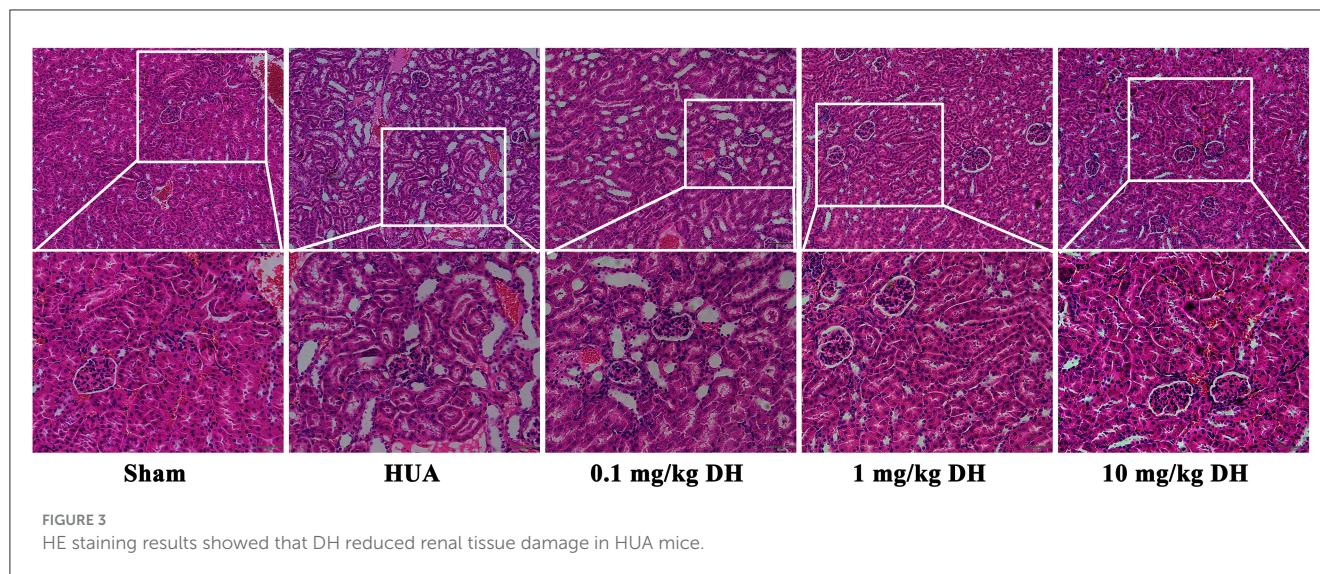 Sham HUA 0.1 mg/kg DH 1 mg/kg DH 10 mg/kg DH
FIGURE 3
HE staining results showed that DH reduced renal tissue damage in HUA mice.